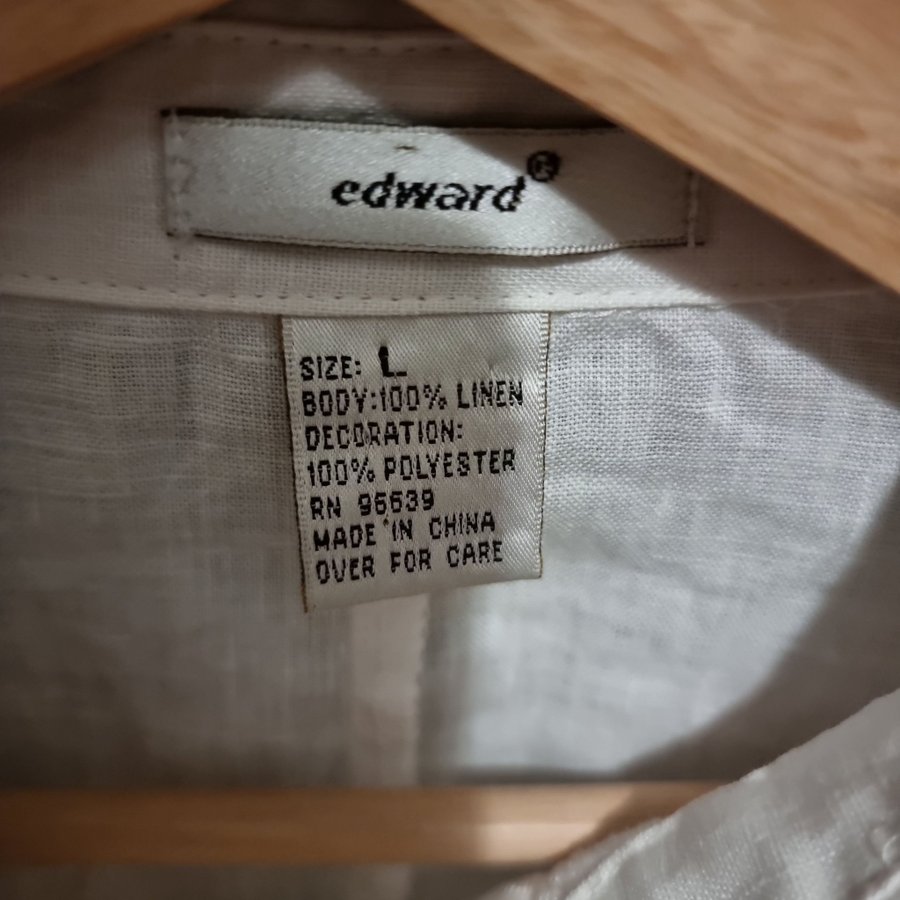 edward®
SIZE: L
BODY:100% LINEN
DECORATION:
100% POLYESTER
RN 96639
MADE IN CHINA
OVER FOR CARE